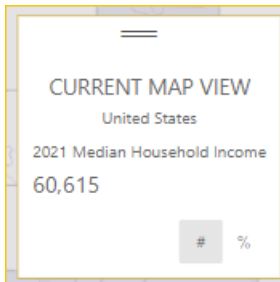 CURRENT MAP VIEW
United States
2021 Median Household Income
60,615
# %